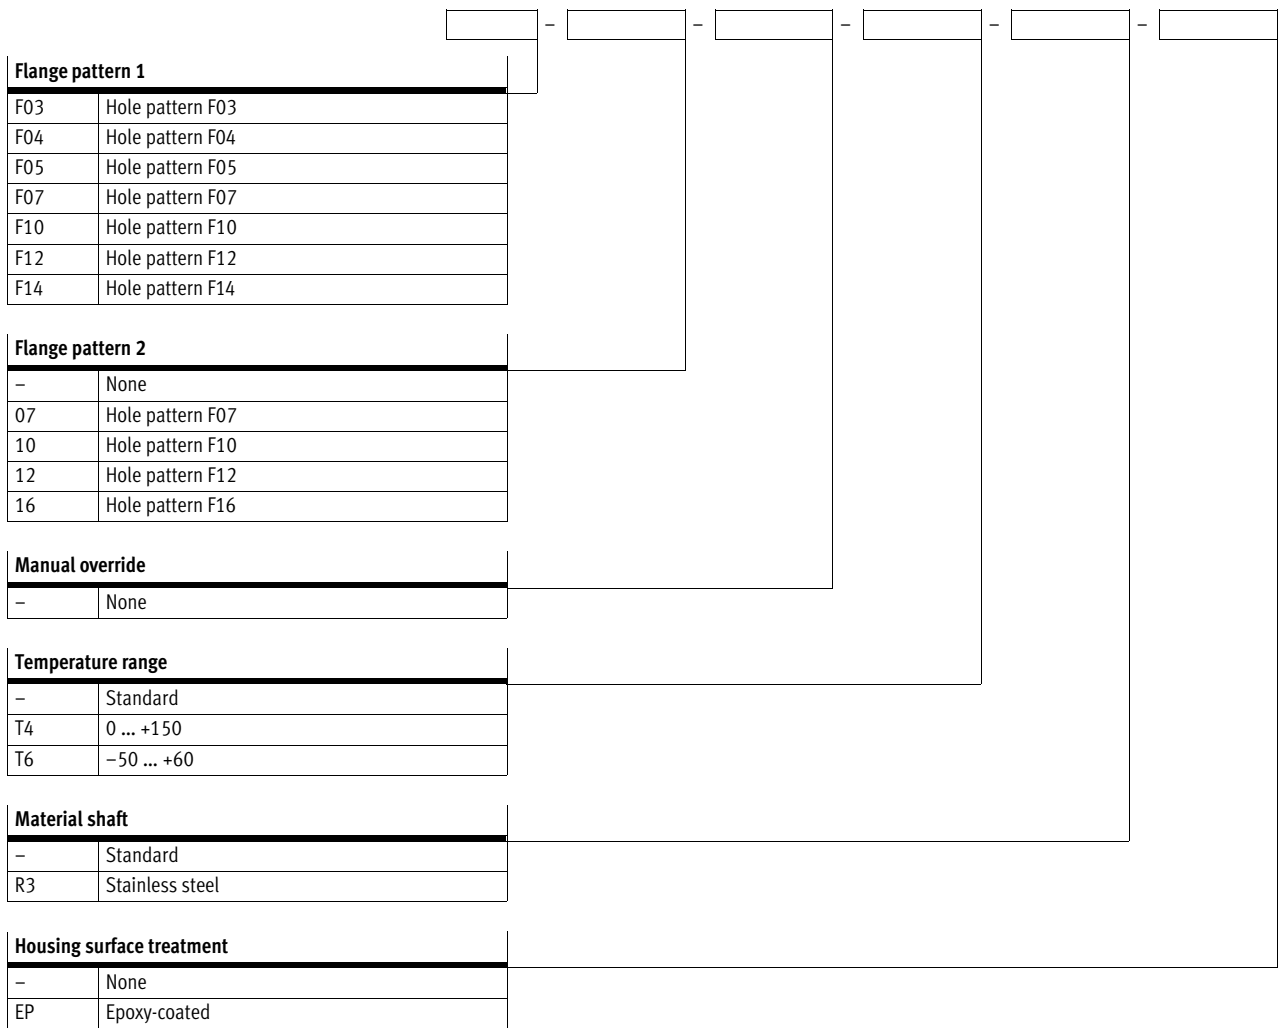 – – – – –
Flange pattern 1
F03 Hole pattern F03
F04 Hole pattern F04
F05 Hole pattern F05
F07 Hole pattern F07
F10 Hole pattern F10
F12 Hole pattern F12
F14 Hole pattern F14
Flange pattern 2
– None
07 Hole pattern F07
10 Hole pattern F10
12 Hole pattern F12
16 Hole pattern F16
Manual override
– None
Temperature range
– Standard
T4 0 ... +150
T6 –50 ... +60
Material shaft
– Standard
R3 Stainless steel
Housing surface treatment
– None
EP Epoxy-coated